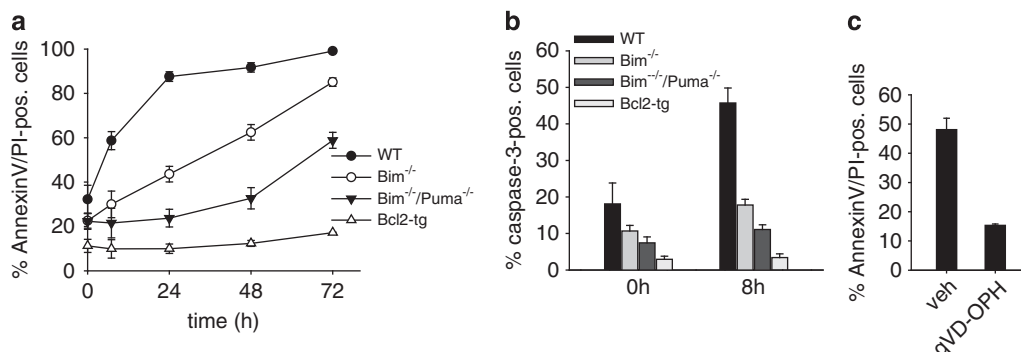 a
% AnnexinV/PI-pos. cells
100
80
60
40
20
0
0 24 48 72
time (h)
WT
Bim-/-
Bim-/-/Puma-/-
Bcl2-tg
b
% caspase-3-pos. cells
60
50
40
30
20
10
0
WT
Bim-/-
Bim--/-/Puma-/-
Bcl2-tg
0h 8h
c
% AnnexinV/PI-pos. cells
60
50
40
30
20
10
0
veh
qVD-OPH